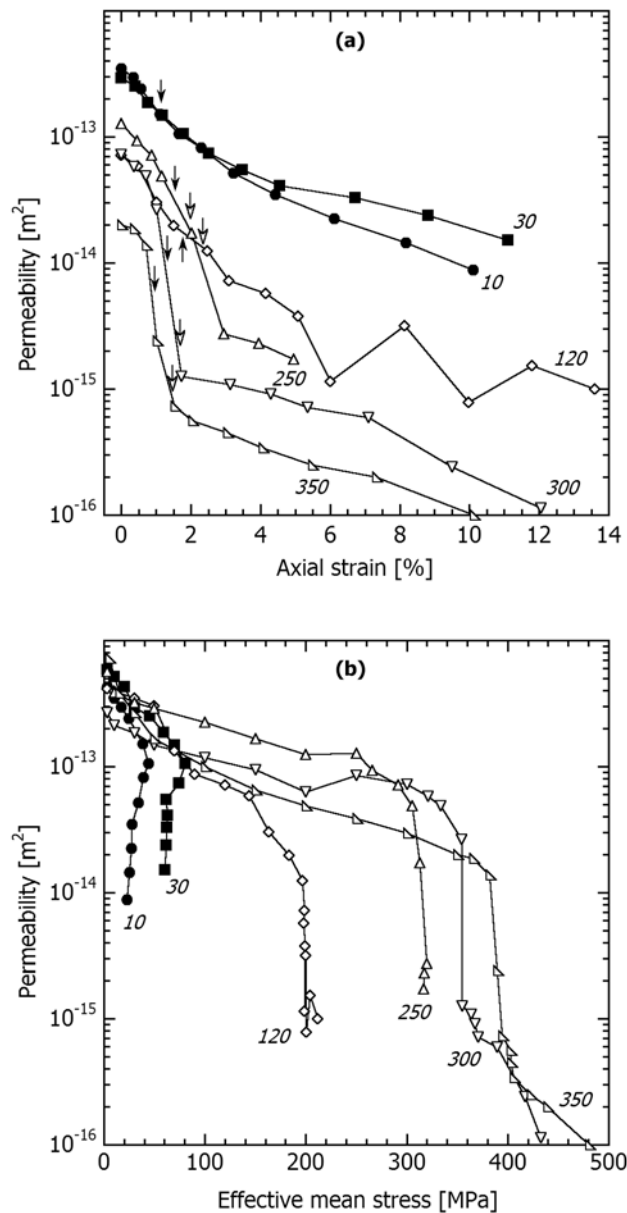 (a)
Permeability [m²]
10⁻¹³
10⁻¹⁴
10⁻¹⁵
10⁻¹⁶
30
10
120
250
300
350
0 2 4 6 8 10 12 14
Axial strain [%]
(b)
Permeability [m²]
10⁻¹³
10⁻¹⁴
10⁻¹⁵
10⁻¹⁶
10
30
120
250
300
350
0 100 200 300 400 500
Effective mean stress [MPa]